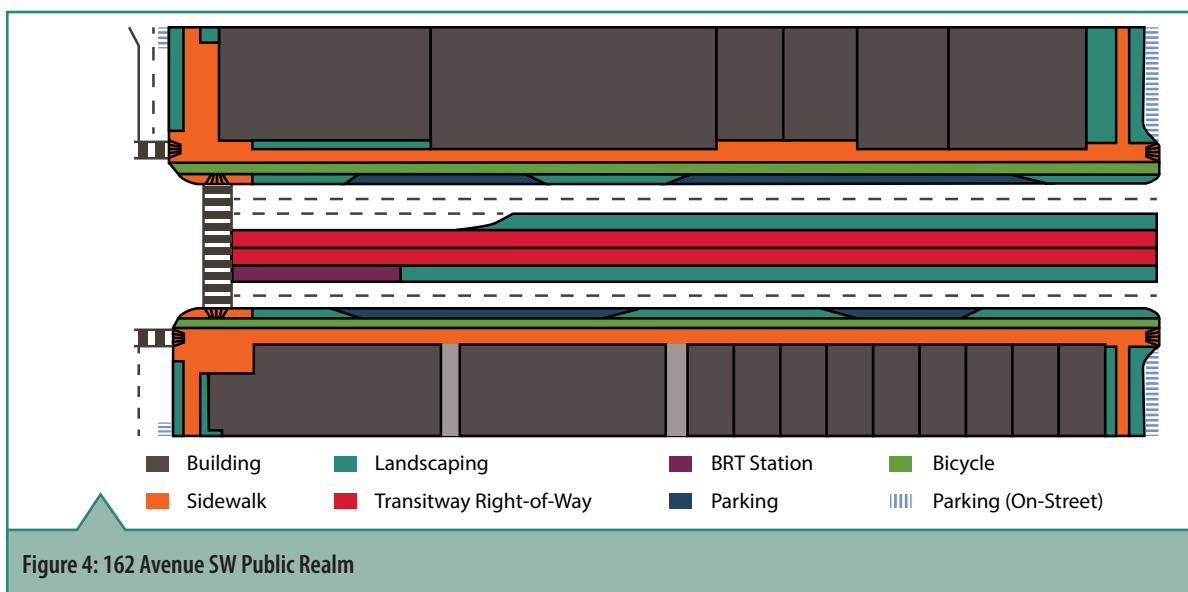 Building
Landscaping
BRT Station
Bicycle
Sidewalk
Transitway Right-of-Way
Parking
Parking (On-Street)
Figure 4: 162 Avenue SW Public Realm